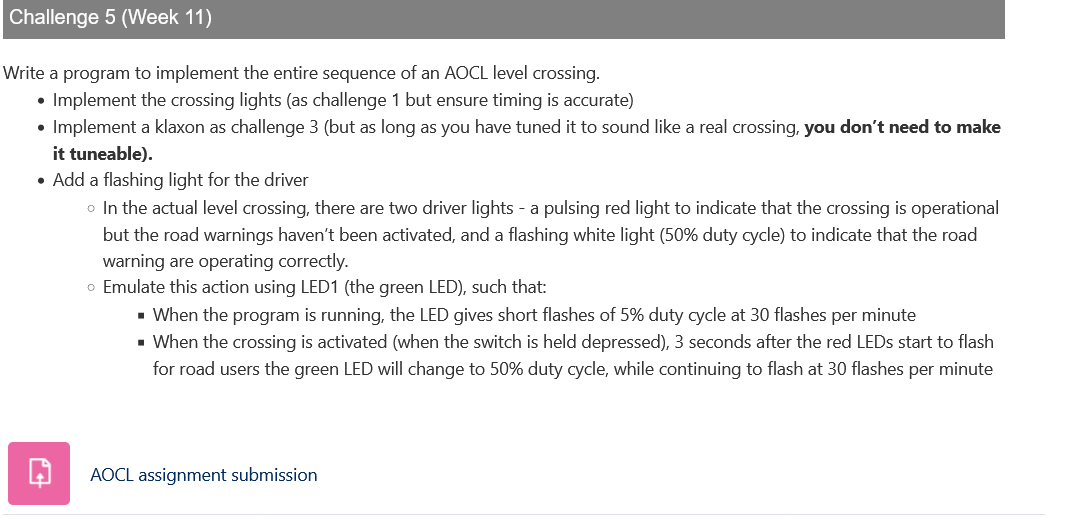 Challenge 5 (Week 11)
Write a program to implement the entire sequence of an AOCL level crossing.
• Implement the crossing lights (as challenge 1 but ensure timing is accurate)
• Implement a klaxon as challenge 3 (but as long as you have tuned it to sound like a real crossing, you don't need to make
it tuneable).
• Add a flashing light for the driver
◦ In the actual level crossing, there are two driver lights - a pulsing red light to indicate that the crossing is operational
but the road warnings haven't been activated, and a flashing white light (50% duty cycle) to indicate that the road
warning are operating correctly.
◦ Emulate this action using LED1 (the green LED), such that:
▪ When the program is running, the LED gives short flashes of 5% duty cycle at 30 flashes per minute
▪ When the crossing is activated (when the switch is held depressed), 3 seconds after the red LEDs start to flash
for road users the green LED will change to 50% duty cycle, while continuing to flash at 30 flashes per minute
AOCL assignment submission